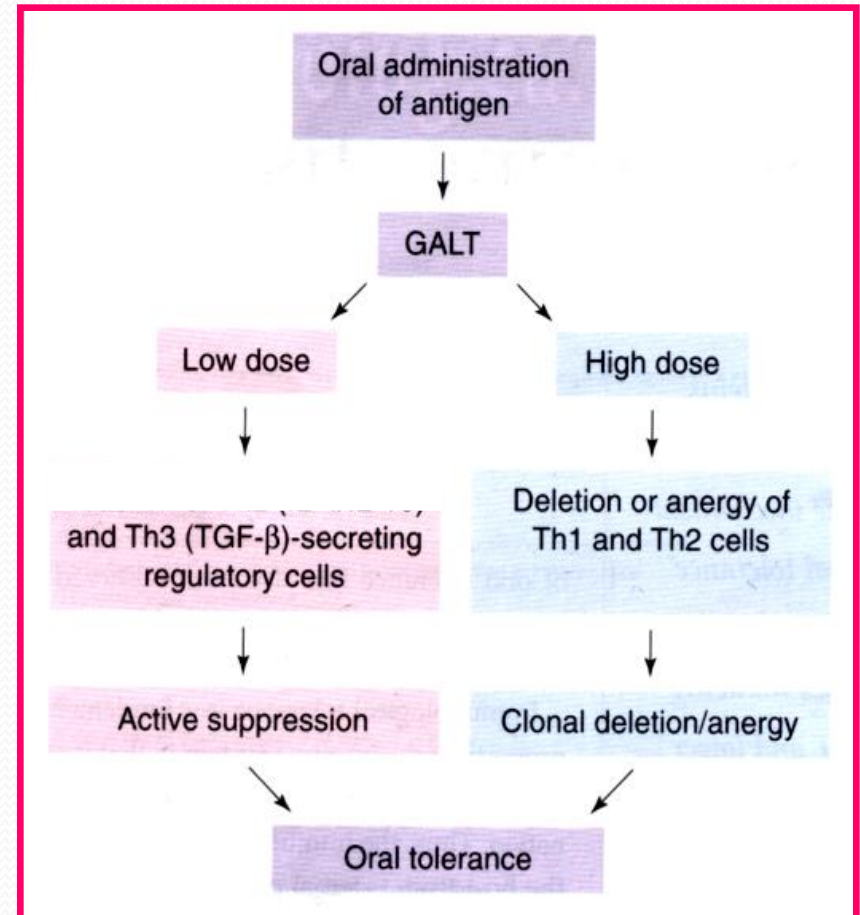 Oral administration
of antigen
GALT
Low dose
High dose
and Th3 (TGF-β)-secreting
regulatory cells
Deletion or anergy of
Th1 and Th2 cells
Active suppression
Clonal deletion/anergy
Oral tolerance